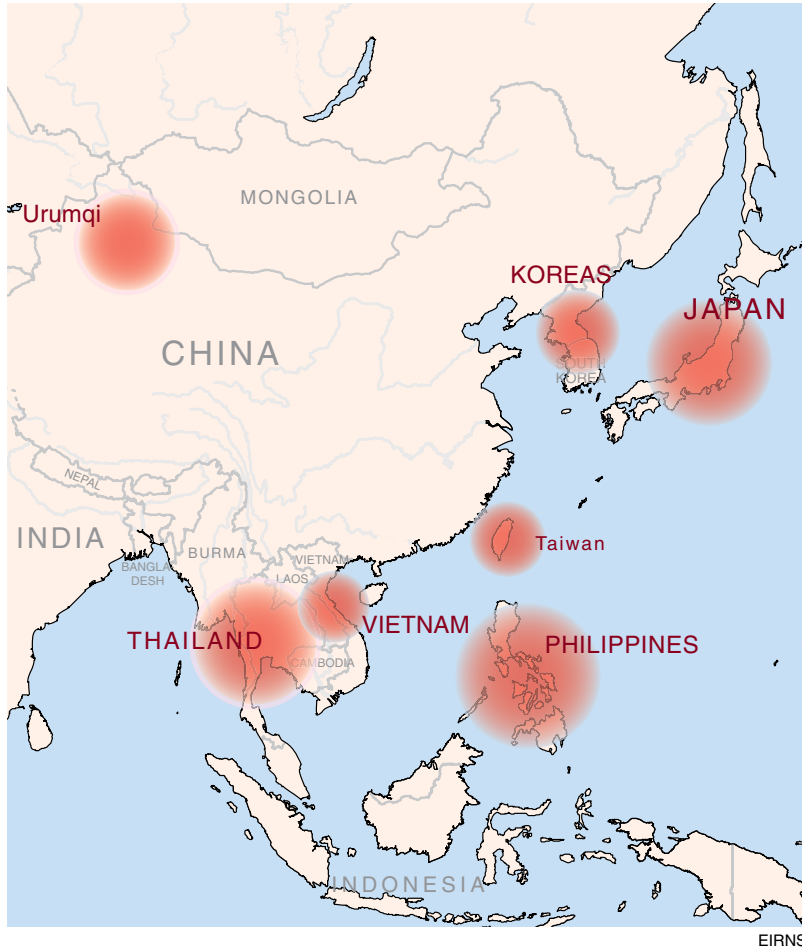 MONGOLIA
Urumqi
KOREAS
JAPAN
CHINA
SOUTH
KOREA
NEPAL
INDIA
BURMA
BANGLA
DESH
VIETNAM
LAOS
Taiwan
THAILAND
VIETNAM
CAMBODIA
PHILIPPINES
INDONESIA
EIRNS